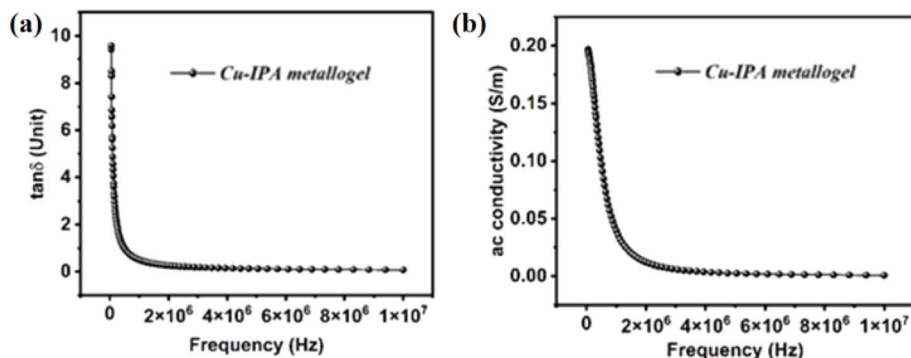 (a)
tanδ (Unit)
10
8
6
4
2
0
Cu-IPA metallogel
0 2×10⁶ 4×10⁶ 6×10⁶ 8×10⁶ 1×10⁷
Frequency (Hz)
(b)
ac conductivity (S/m)
0.20
0.15
0.10
0.05
0.00
Cu-IPA metallogel
0 2×10⁶ 4×10⁶ 6×10⁶ 8×10⁶ 1×10⁷
Frequency (Hz)